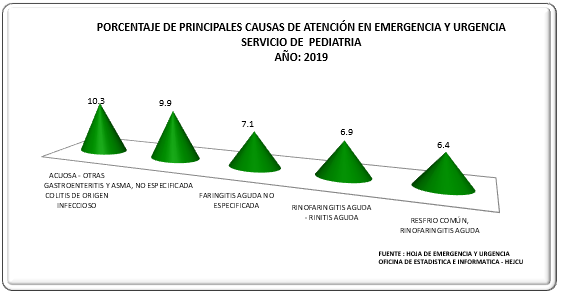 PORCENTAJE DE PRINCIPALES CAUSAS DE ATENCIÓN EN EMERGENCIA Y URGENCIA
SERVICIO DE PEDIATRIA
AÑO: 2019
10.3
9.9
7.1
6.9
6.4
ACUOSA - OTRAS
GASTROENTERITIS Y
COLITIS DE ORIGEN
INFECCIOSO
ASMA, NO ESPECIFICADA
FARINGITIS AGUDA NO
ESPECIFICADA
RINOFARINGITIS AGUDA
- RINITIS AGUDA
RESFRIO COMÚN,
RINOFARINGITIS AGUDA
FUENTE : HOJA DE EMERGENCIA Y URGENCIA
OFICINA DE ESTADISTICA E INFORMATICA - HEJCU